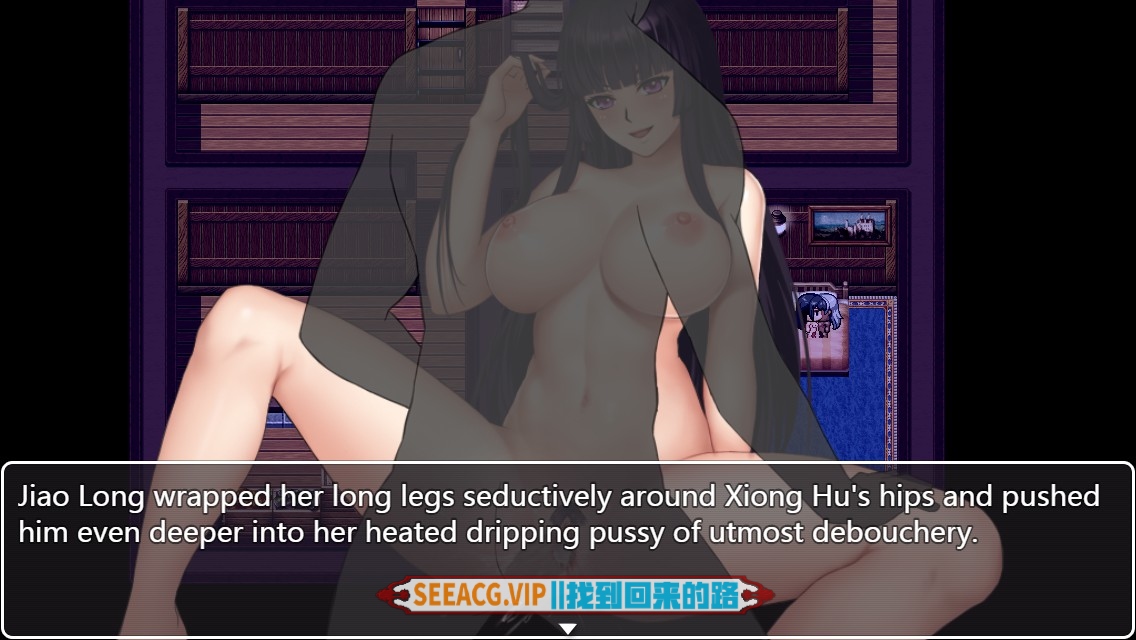 Jiao Long wrapped her long legs seductively around Xiong Hu's hips and pushed
him even deeper into her heated dripping pussy of utmost debouchery.
SEEACG.VIP||找到回来的路